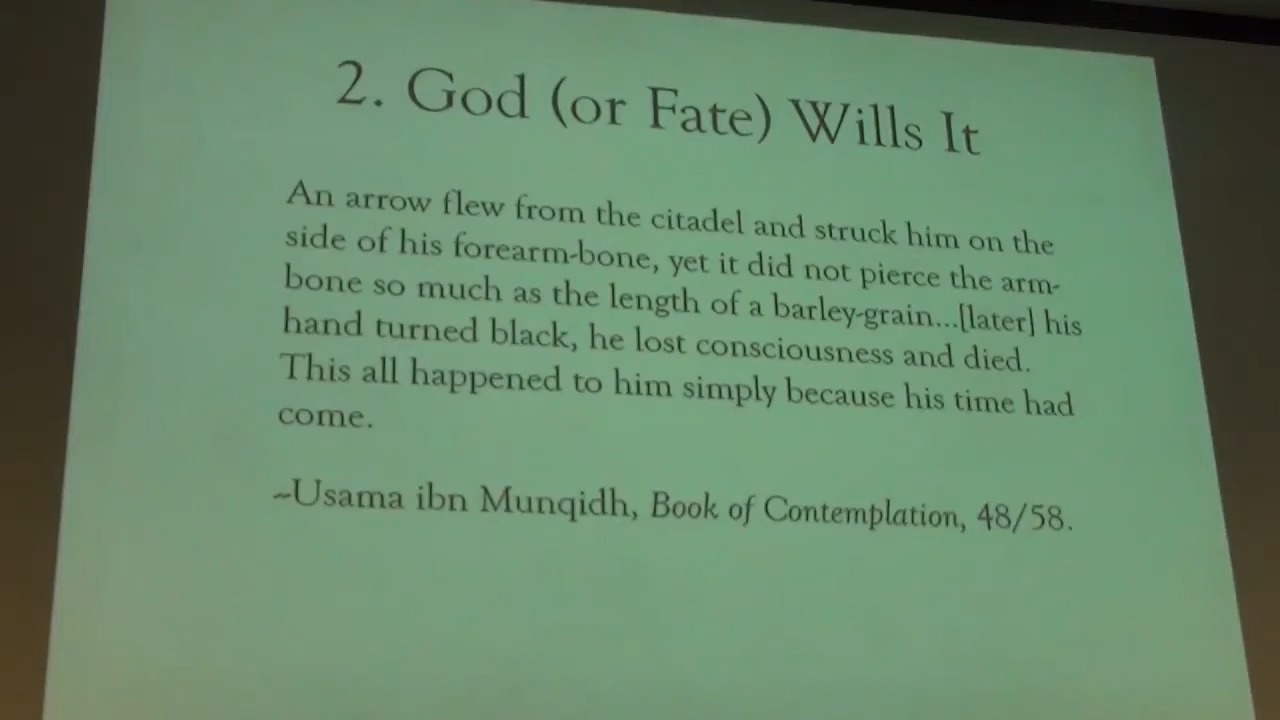 2. God (or Fate) Wills It
An arrow flew from the citadel and struck him on the
side of his forearm-bone, yet it did not pierce the arm-
bone so much as the length of a barley-grain...[later] his
hand turned black, he lost consciousness and died.
This all happened to him simply because his time had
come.
~Usama ibn Munqidh, Book of Contemplation, 48/58.